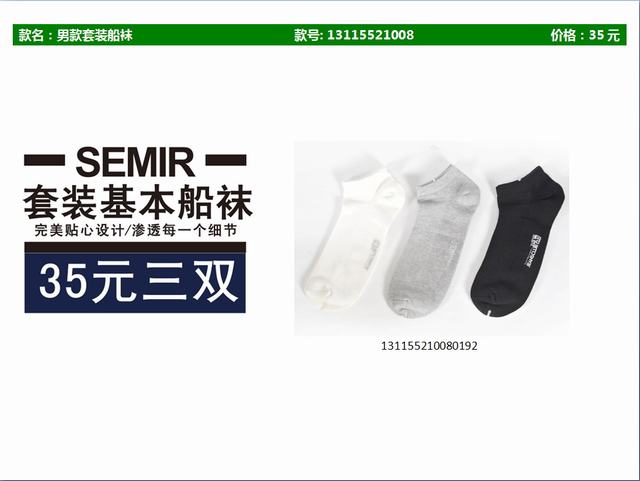 款名：男款套装船袜 款号: 13115521008 价格：35 元
SEMIR
套装基本船袜
完美贴心设计/渗透每一个细节
35元三双
131155210080192